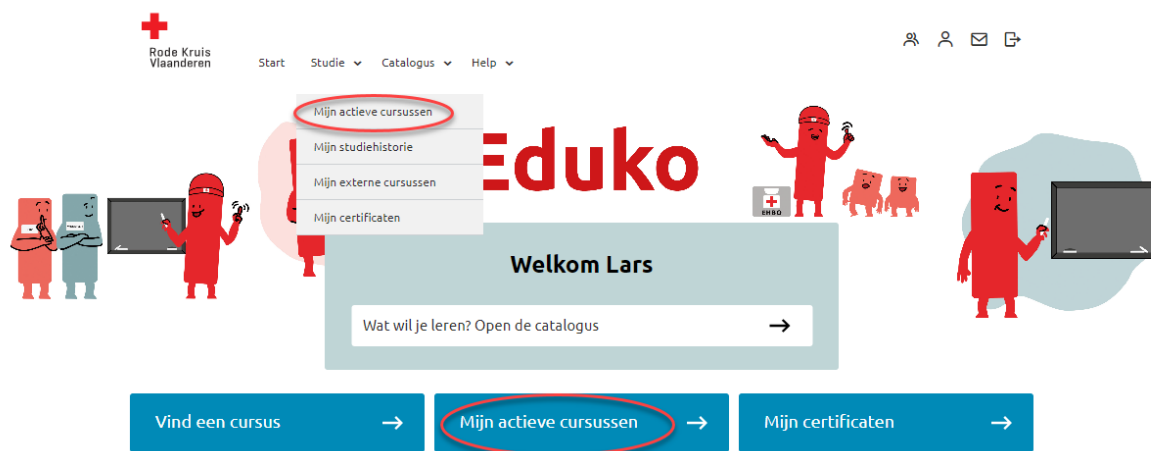 Rode Kruis
Vlaanderen
Start Studie Catalogus Help
Mijn actieve cursussen
Mijn studiehistorie
Mijn externe cursussen
Mijn certificaten
Eduko
EHBO
Welkom Lars
Wat wil je leren? Open de catalogus
Vind een cursus
Mijn actieve cursussen
Mijn certificaten